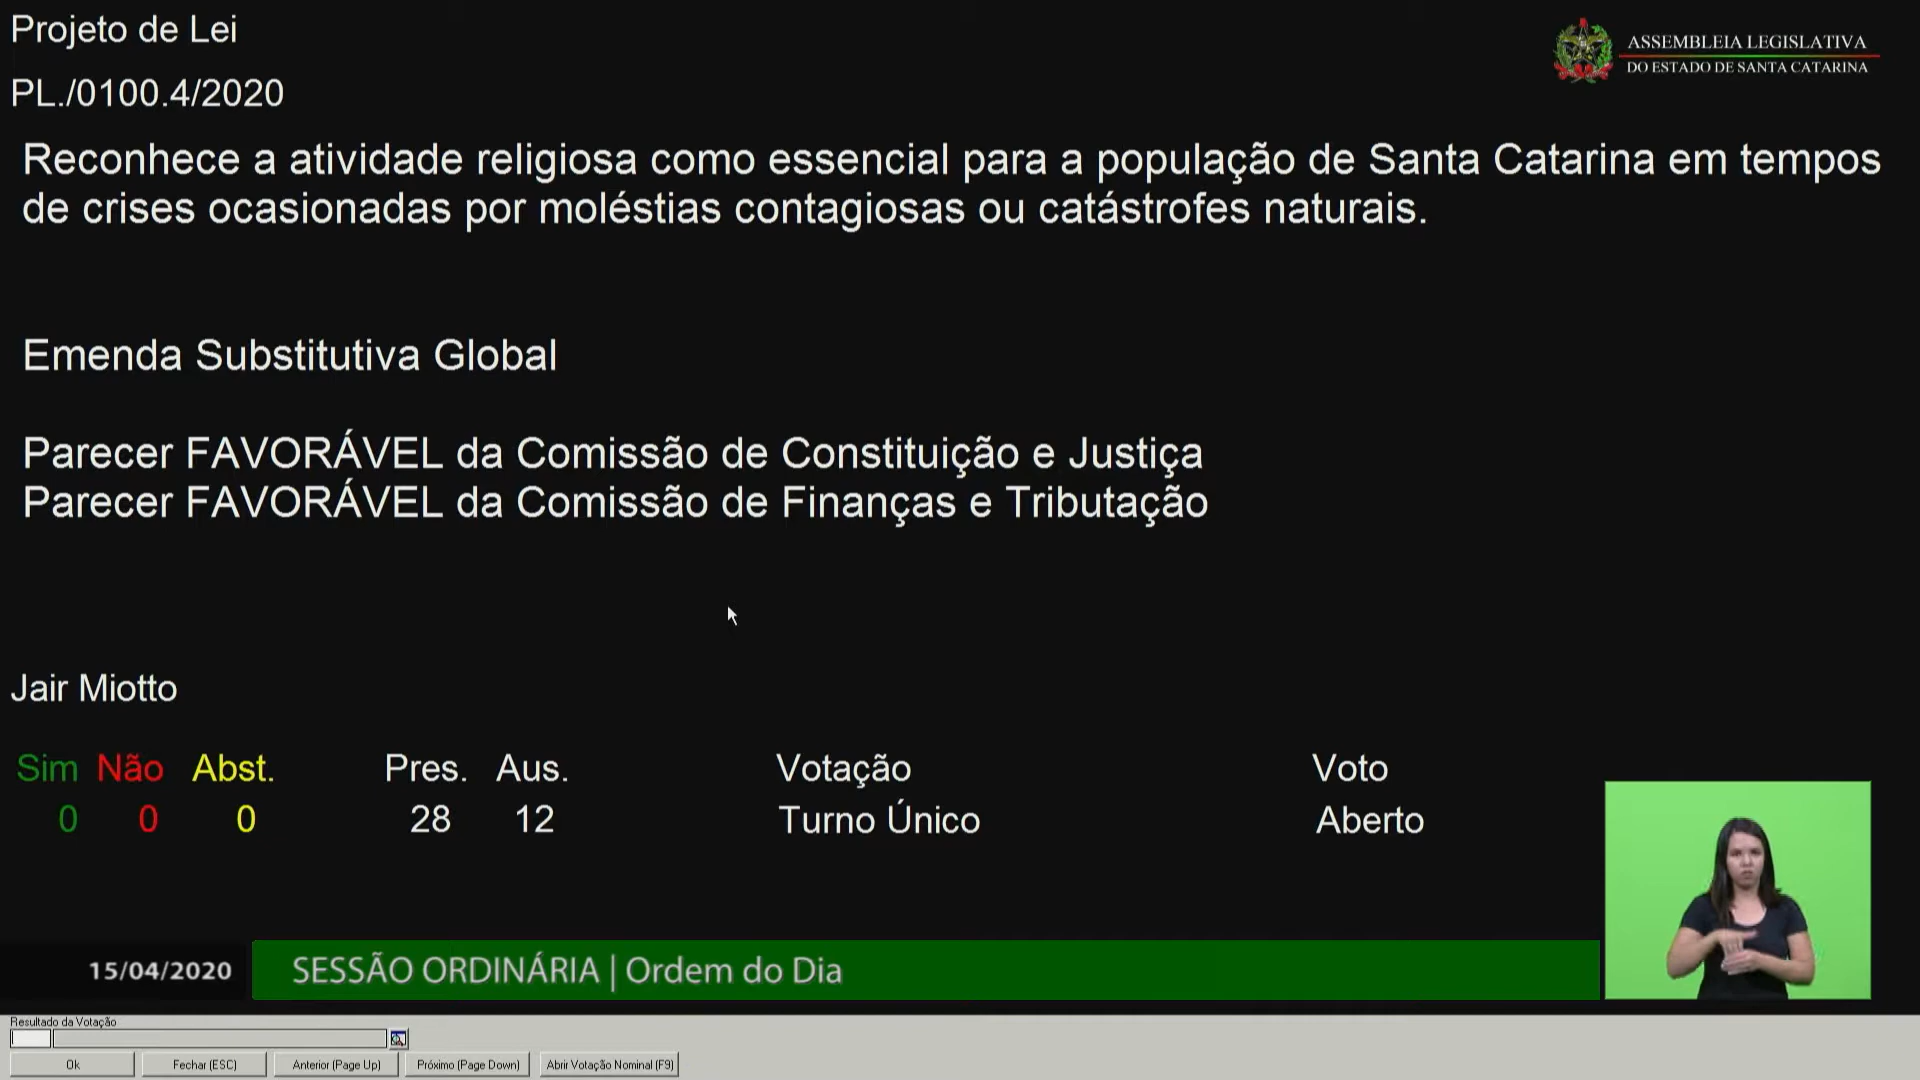 Projeto de Lei
ASSEMBLEIA LEGISLATIVA
DO ESTADO DE SANTA CATARINA
PL./0100.4/2020
Reconhece a atividade religiosa como essencial para a população de Santa Catarina em tempos
de crises ocasionadas por moléstias contagiosas ou catástrofes naturais.
Emenda Substitutiva Global
Parecer FAVORÁVEL da Comissão de Constituição e Justiça
Parecer FAVORÁVEL da Comissão de Finanças e Tributação
Jair Miotto
Sim Não Abst. Pres. Aus. Votação Voto
0 0 0 28 12 Turno Único Aberto
15/04/2020 SESSÃO ORDINÁRIA | Ordem do Dia
Resultado da Votação
Ok Fechar (ESC) Anterior (Page Up) Próximo (Page Down) Abrir Votação Nominal (F9)